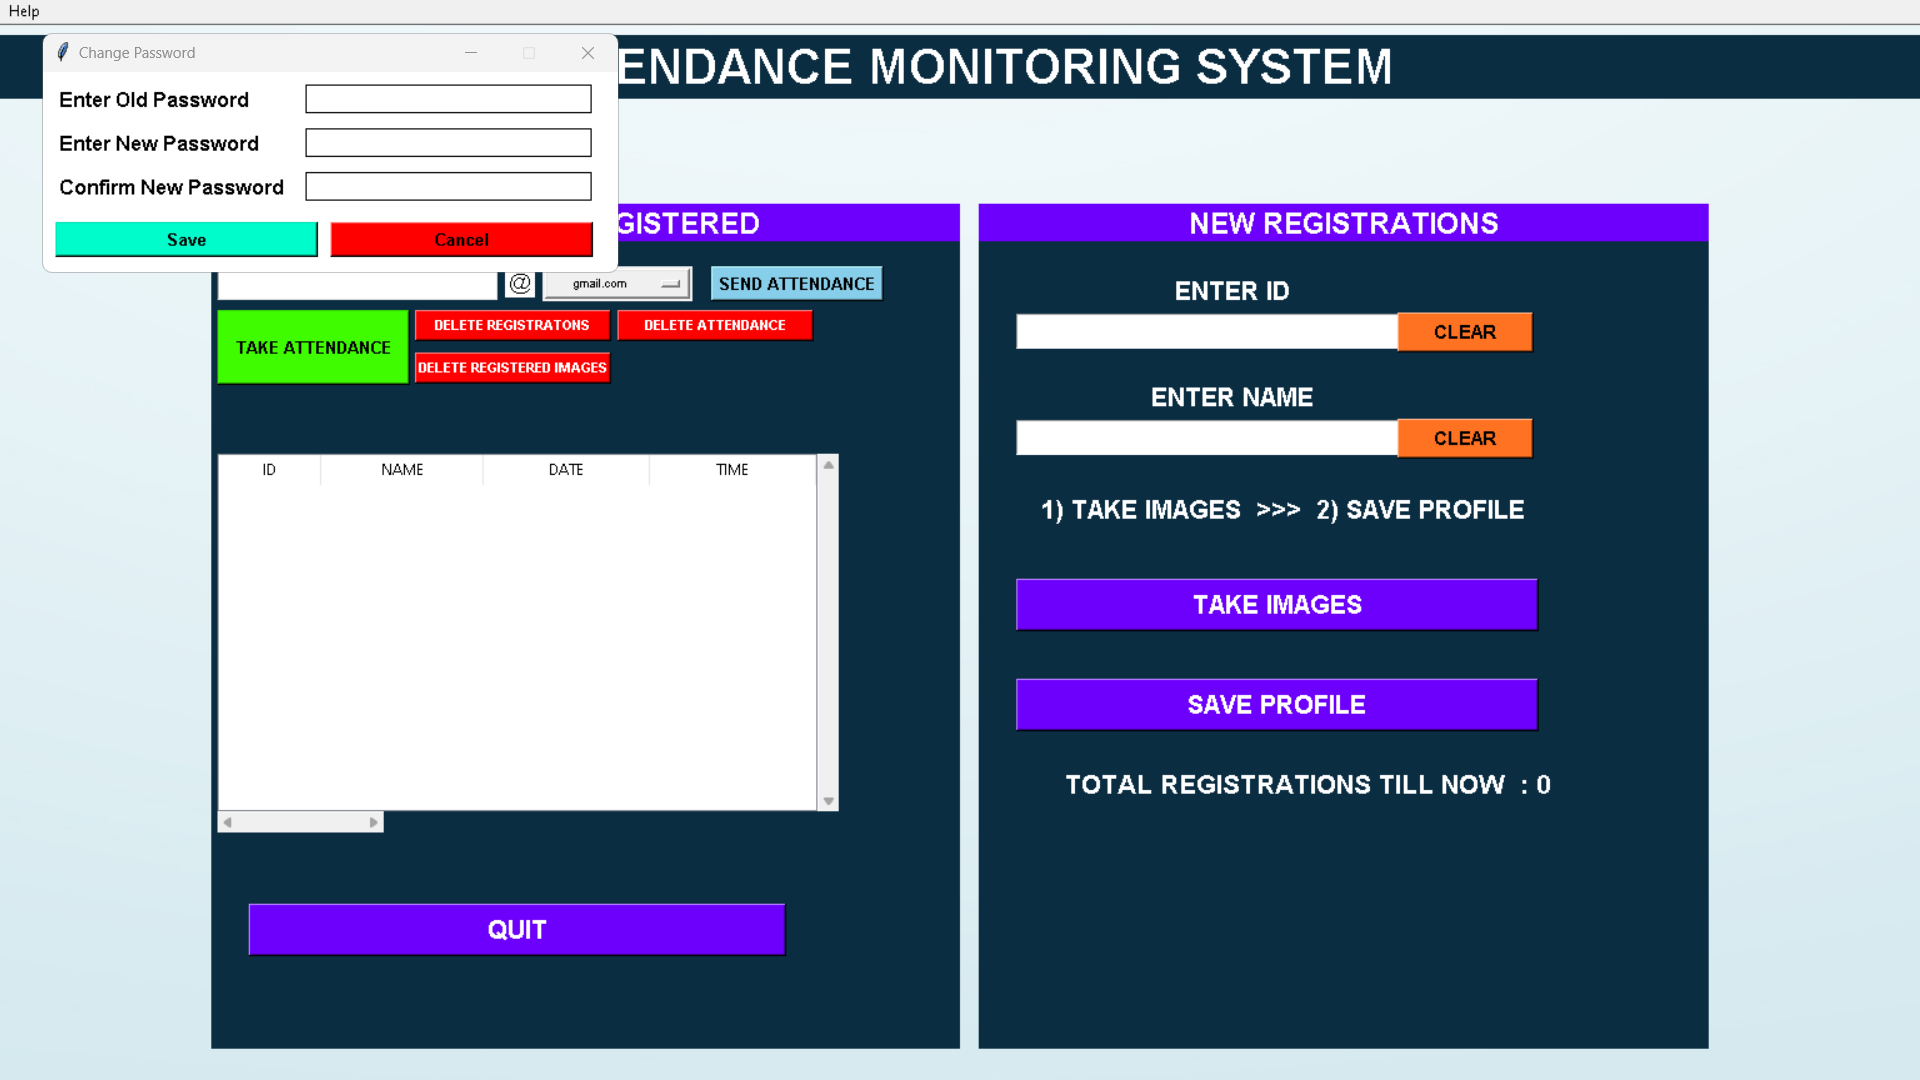 Help
Change Password
Enter Old Password
Enter New Password
Confirm New Password
Save
Cancel
ENDANCE MONITORING SYSTEM
GISTERED
@
gmail.com
SEND ATTENDANCE
TAKE ATTENDANCE
DELETE REGISTRATONS
DELETE ATTENDANCE
DELETE REGISTERED IMAGES
ID NAME DATE TIME
QUIT
NEW REGISTRATIONS
ENTER ID
CLEAR
ENTER NAME
CLEAR
1) TAKE IMAGES >>> 2) SAVE PROFILE
TAKE IMAGES
SAVE PROFILE
TOTAL REGISTRATIONS TILL NOW : 0